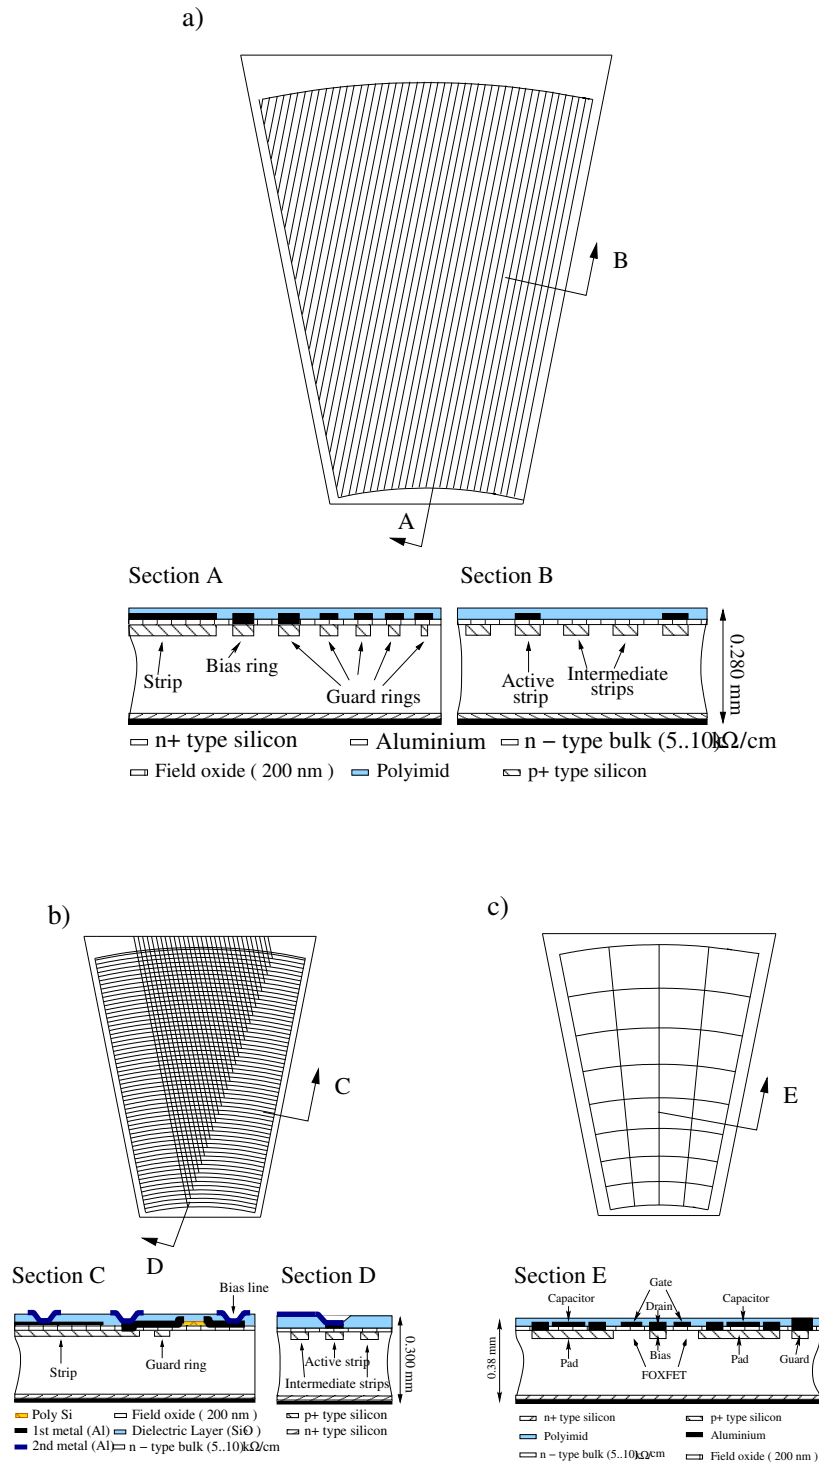 a)
B
A
Section A
Section B
Strip
Bias ring
Guard rings
Active strip
Intermediate strips
0.280 mm
n+ type silicon
Aluminium
n − type bulk (5..10)kΩ/cm
Field oxide ( 200 nm )
Polyimid
p+ type silicon
b)
c)
C
D
E
Section C
Bias line
Strip
Guard ring
Section D
Active strip
Intermediate strips
0.300 mm
Poly Si
Field oxide ( 200 nm )
p+ type silicon
1st metal (Al)
Dielectric Layer (SiO )
n+ type silicon
2nd metal (Al)
n − type bulk (5..10)kΩ/cm
Section E
Gate
Capacitor
Drain
Capacitor
Pad
Bias
FOXFET
Pad
Guard
0.38 mm
n+ type silicon
p+ type silicon
Polyimid
Aluminium
n − type bulk (5..10)kΩ/cm
Field oxide ( 200 nm )